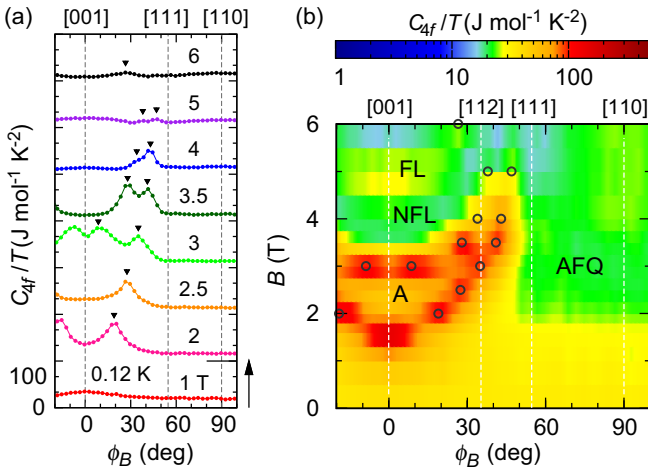 (a)
[001] [111] [110]
6
5
4
3.5
3
2.5
2
0.12 K 1 T
C4f/T(J mol-1 K-2)
100
0
0 30 60 90
ϕB (deg)
(b)
C4f/T(J mol-1 K-2)
1 10 100
[001] [112] [111] [110]
6
4
2
0
B (T)
FL
NFL
A
AFQ
0 30 60 90
ϕB (deg)